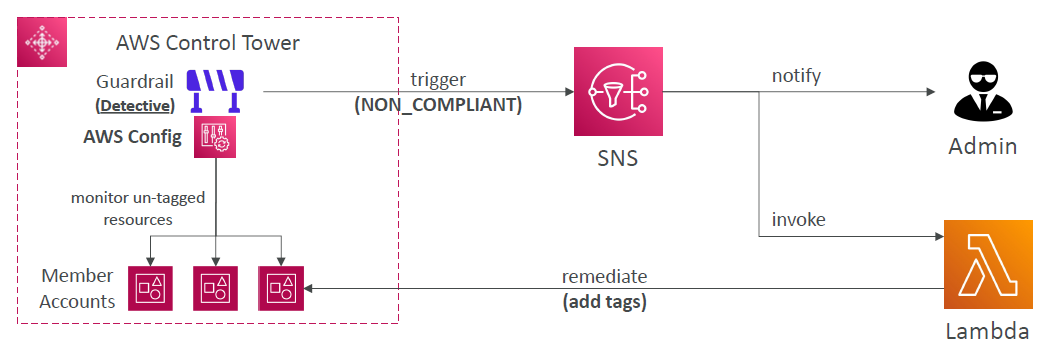 AWS Control Tower
Guardrail
(Detective)
AWS Config
trigger
(NON_COMPLIANT)
SNS
notify
Admin
monitor un-tagged
resources
invoke
Member
Accounts
remediate
(add tags)
Lambda